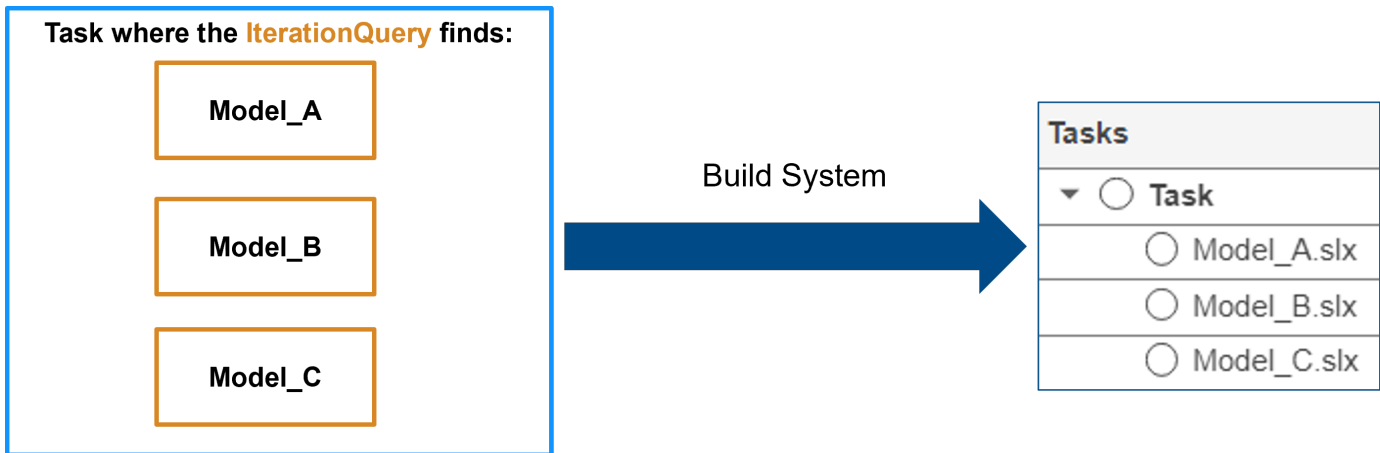 Task where the IterationQuery finds:
Model_A
Model_B
Model_C
Build System
Tasks
Task
Model_A.slx
Model_B.slx
Model_C.slx